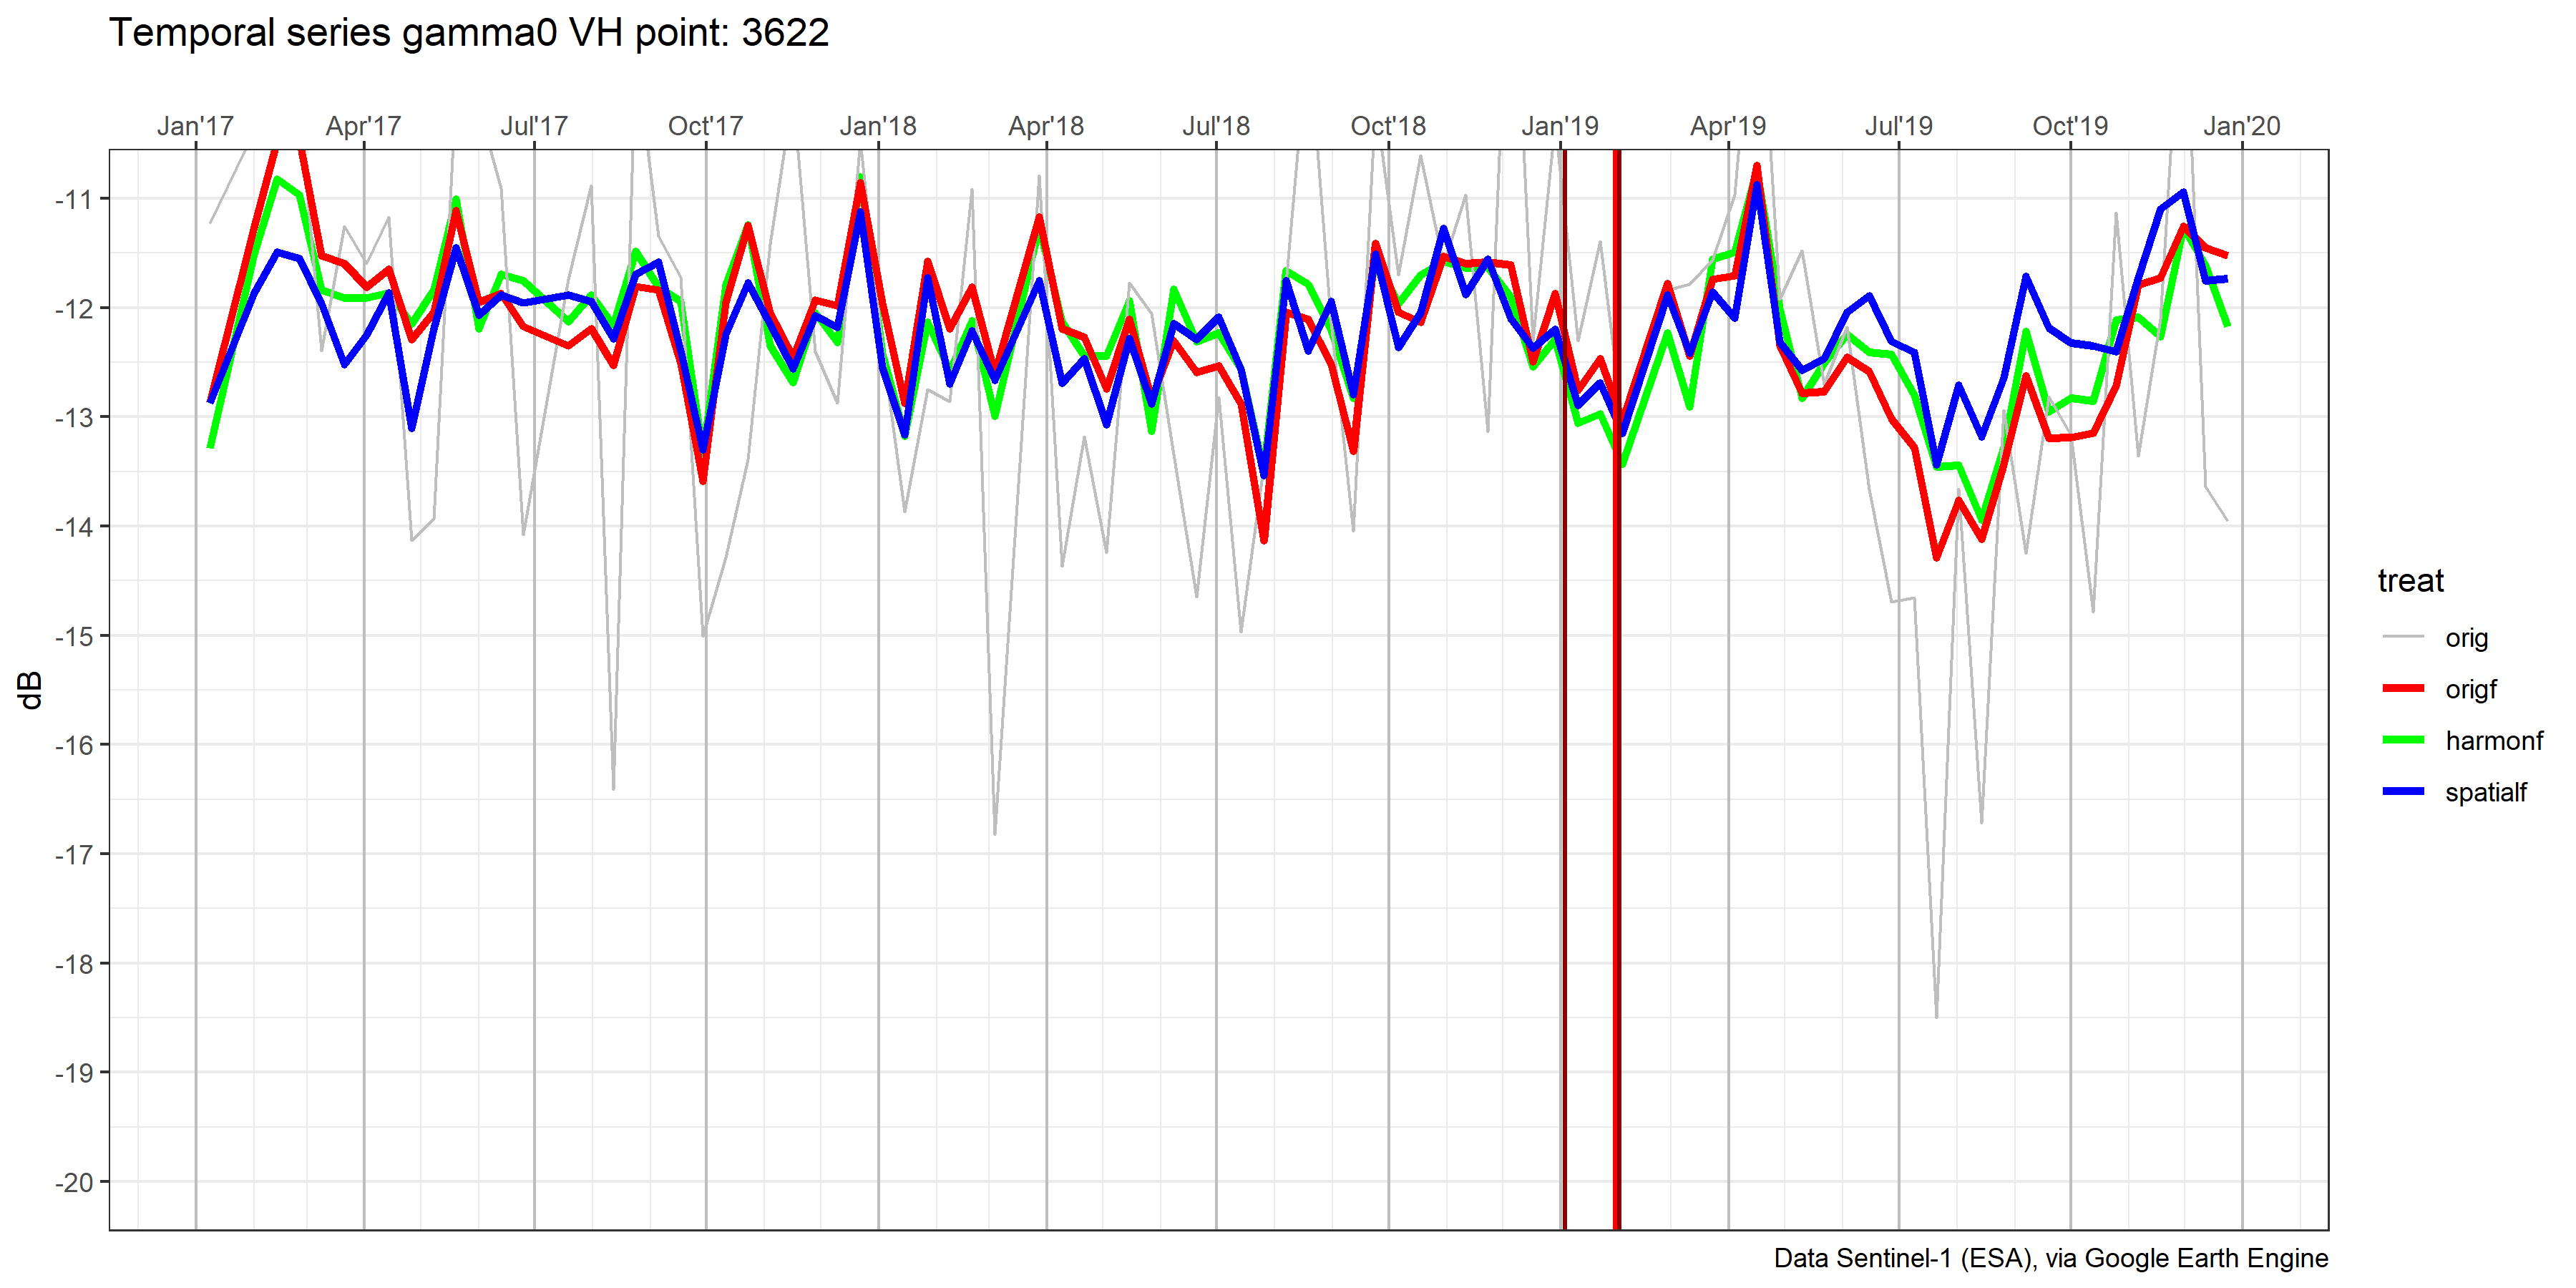 Temporal series gamma0 VH point: 3622
Jan'17 Apr'17 Jul'17 Oct'17 Jan'18 Apr'18 Jul'18 Oct'18 Jan'19 Apr'19 Jul'19 Oct'19 Jan'20
-11
-12
-13
-14
-15
-16
-17
-18
-19
-20
dB
treat
orig
origf
harmonf
spatialf
Data Sentinel-1 (ESA), via Google Earth Engine